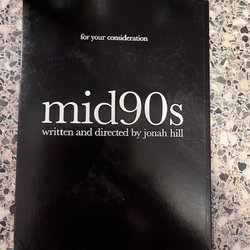 for your consideration
mid90s
written and directed by jonah hill